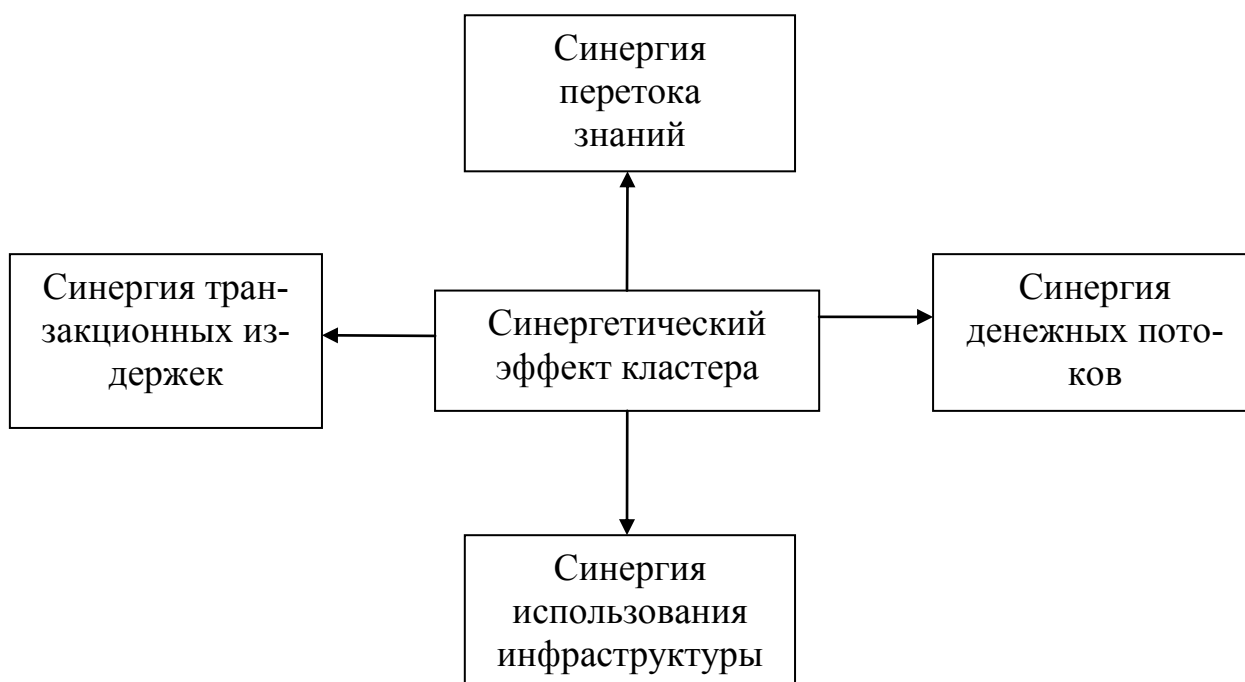 Синергия
перетока
знаний
Синергия тран-
закционных из-
держек
Синергетический
эффект кластера
Синергия
денежных пото-
ков
Синергия
использования
инфраструктуры